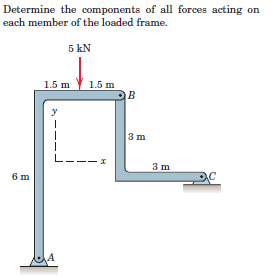 Determine the components of all forces acting on
each member of the loaded frame.
5 kN
1.5 m 1.5 m
B
y
3 m
x
3 m
6 m
C
A